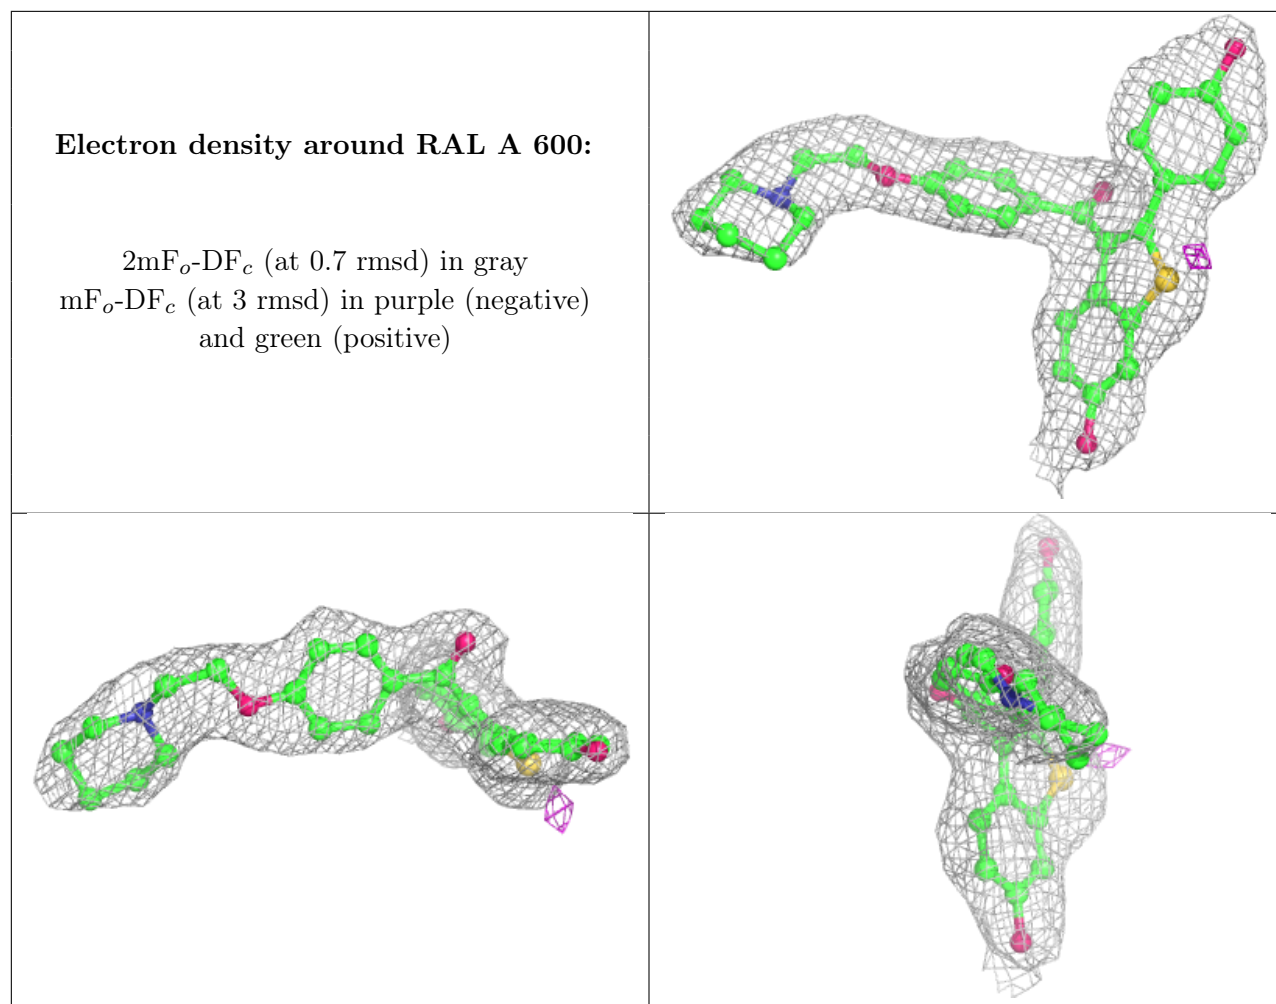 Electron density around RAL A 600:
2mFo-DFc (at 0.7 rmsd) in gray
mFo-DFc (at 3 rmsd) in purple (negative)
and green (positive)